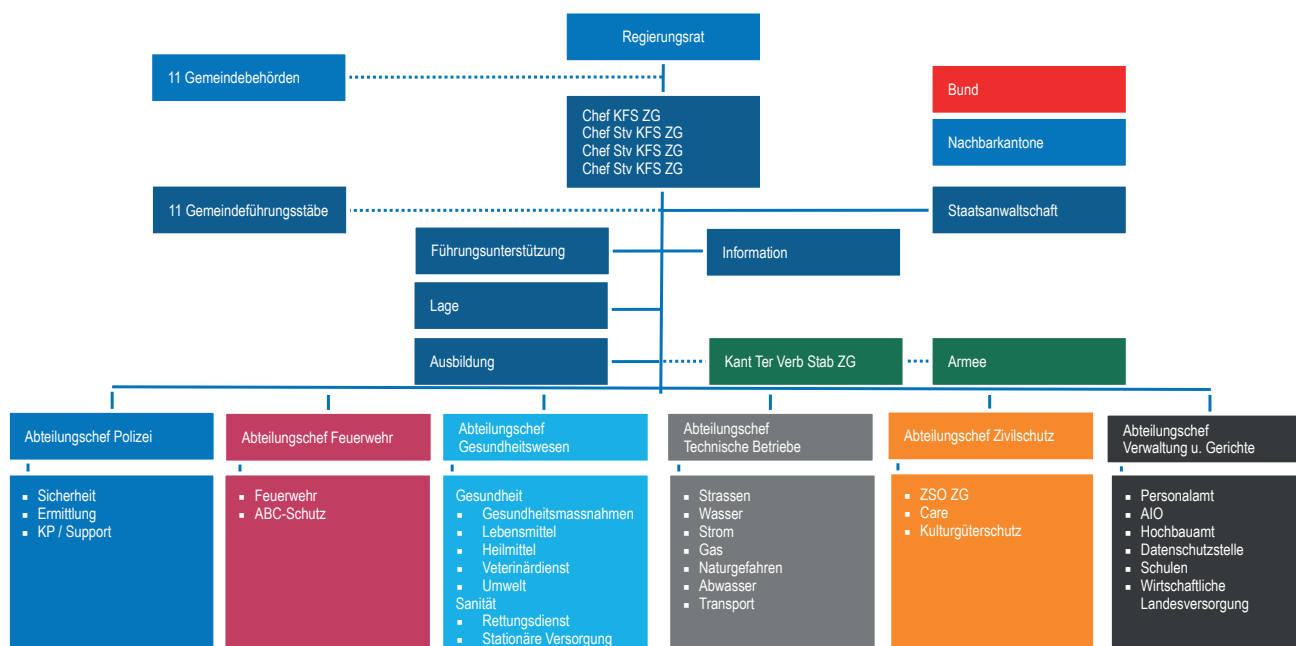 Regierungsrat
11 Gemeindebehörden
Bund
Chef KFS ZG
Chef Stv KFS ZG
Chef Stv KFS ZG
Chef Stv KFS ZG
Nachbarkantone
11 Gemeindeführungsstäbe
Staatsanwaltschaft
Führungsunterstützung
Information
Lage
Ausbildung
Kant Ter Verb Stab ZG
Armee
Abteilungschef Polizei
▪ Sicherheit
▪ Ermittlung
▪ KP / Support
Abteilungschef Feuerwehr
▪ Feuerwehr
▪ ABC-Schutz
Abteilungschef
Gesundheitswesen
Gesundheit
▪ Gesundheitsmassnahmen
▪ Lebensmittel
▪ Heilmittel
▪ Veterinärdienst
▪ Umwelt
Sanität
▪ Rettungsdienst
▪ Stationäre Versorgung
Abteilungschef
Technische Betriebe
▪ Strassen
▪ Wasser
▪ Strom
▪ Gas
▪ Naturgefahren
▪ Abwasser
▪ Transport
Abteilungschef Zivilschutz
▪ ZSO ZG
▪ Care
▪ Kulturgüterschutz
Abteilungschef
Verwaltung u. Gerichte
▪ Personalamt
▪ AIO
▪ Hochbauamt
▪ Datenschutzstelle
▪ Schulen
▪ Wirtschaftliche
Landesversorgung